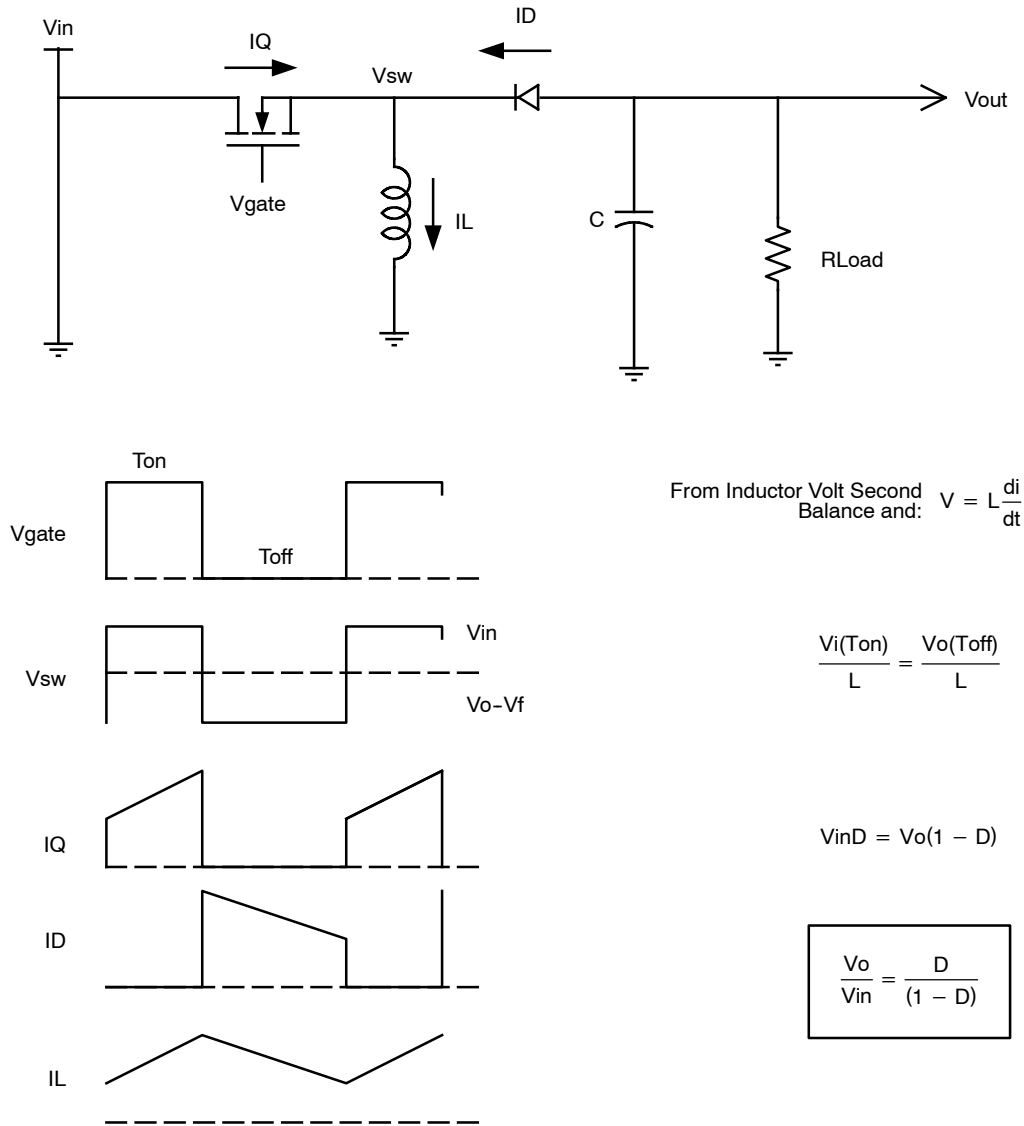 Vin
IQ
ID
Vsw
Vout
Vgate
IL
C
RLoad
Ton
Vgate
Toff
From Inductor Volt Second
Balance and: V = L di/dt
Vsw
Vin
Vo-Vf
Vi(Ton)/L = Vo(Toff)/L
IQ
VinD = Vo(1 − D)
ID
Vo/Vin = D/(1 − D)
IL